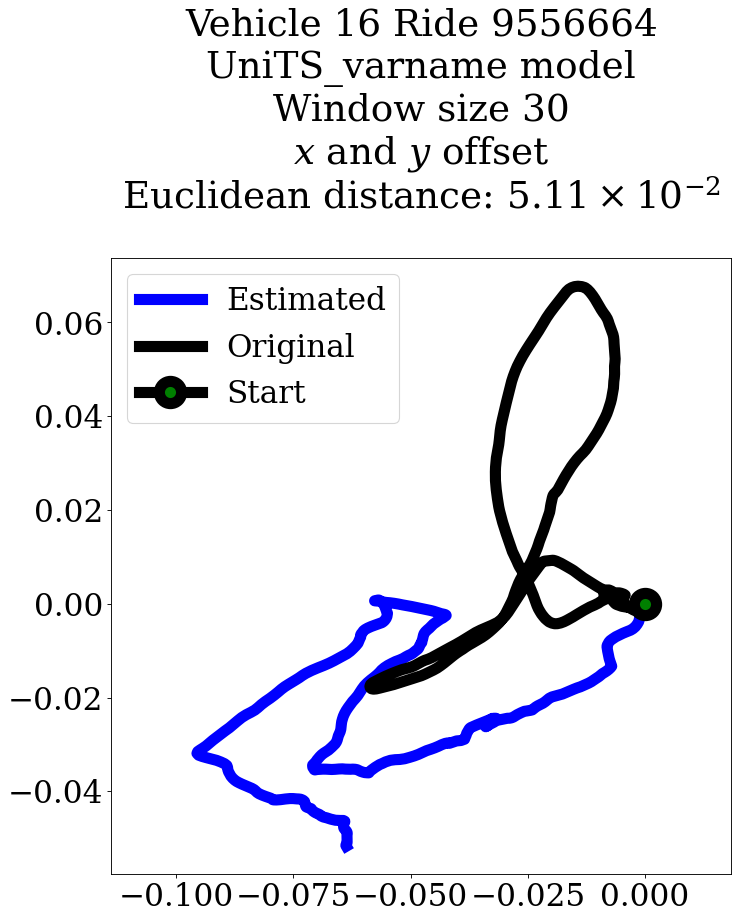 Vehicle 16 Ride 9556664
UniTS_varname model
Window size 30
x and y offset
Euclidean distance: 5.11 × 10⁻²
Estimated
Original
Start
0.06
0.04
0.02
0.00
−0.02
−0.04
−0.100 −0.075 −0.050 −0.025 0.000